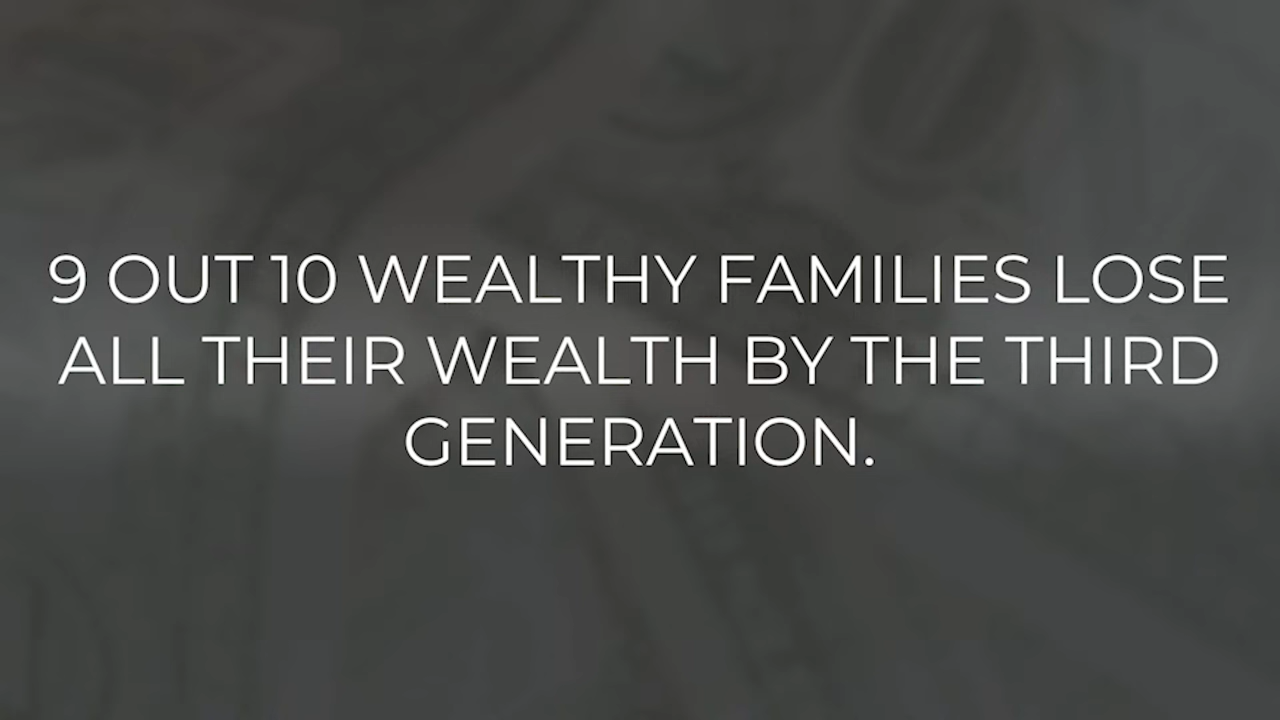 9 OUT 10 WEALTHY FAMILIES LOSE
ALL THEIR WEALTH BY THE THIRD
GENERATION.